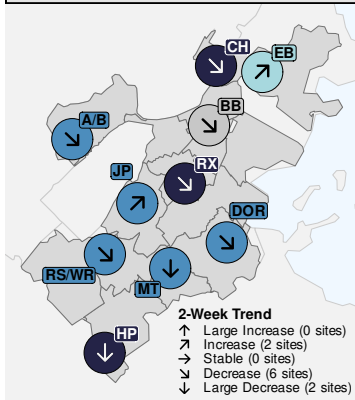 CH
EB
BB
A/B
RX
JP
DOR
RS/WR
MT
HP
2-Week Trend
↑ Large Increase (0 sites)
↗ Increase (2 sites)
→ Stable (0 sites)
↘ Decrease (6 sites)
↓ Large Decrease (2 sites)